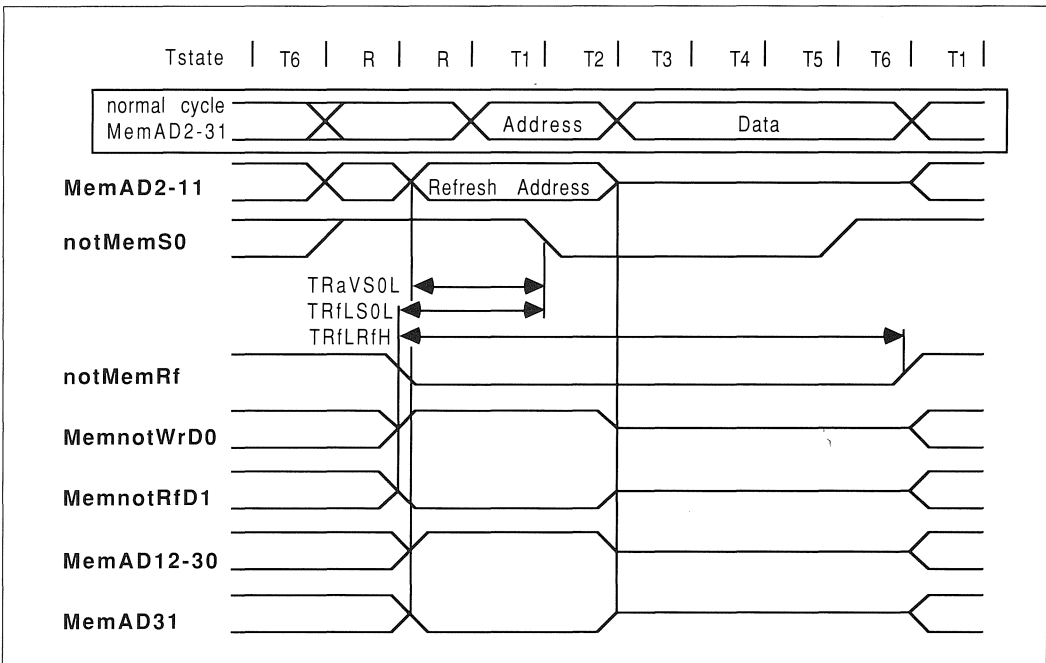 Tstate | T6 | R | R | T1 | T2 | T3 | T4 | T5 | T6 | T1 |
normal cycle
MemAD2-31
Address
Data
MemAD2-11
Refresh Address
notMemS0
TRaVS0L
TRfLS0L
TRfLRfH
notMemRf
MemnotWrD0
MemnotRfD1
MemAD12-30
MemAD31